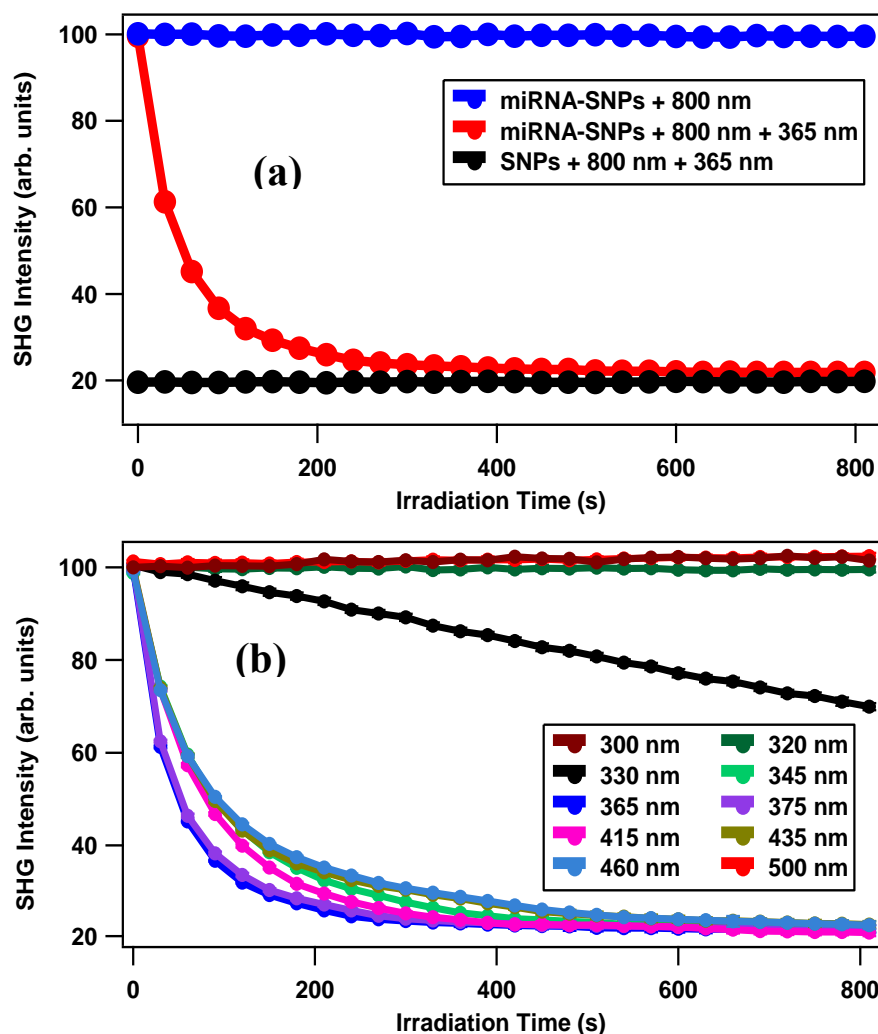 100
80
60
40
20
SHG Intensity (arb. units)
miRNA-SNPs + 800 nm
miRNA-SNPs + 800 nm + 365 nm
SNPs + 800 nm + 365 nm
(a)
0 200 400 600 800
Irradiation Time (s)
100
80
60
40
20
SHG Intensity (arb. units)
(b)
300 nm 320 nm
330 nm 345 nm
365 nm 375 nm
415 nm 435 nm
460 nm 500 nm
0 200 400 600 800
Irradiation Time (s)